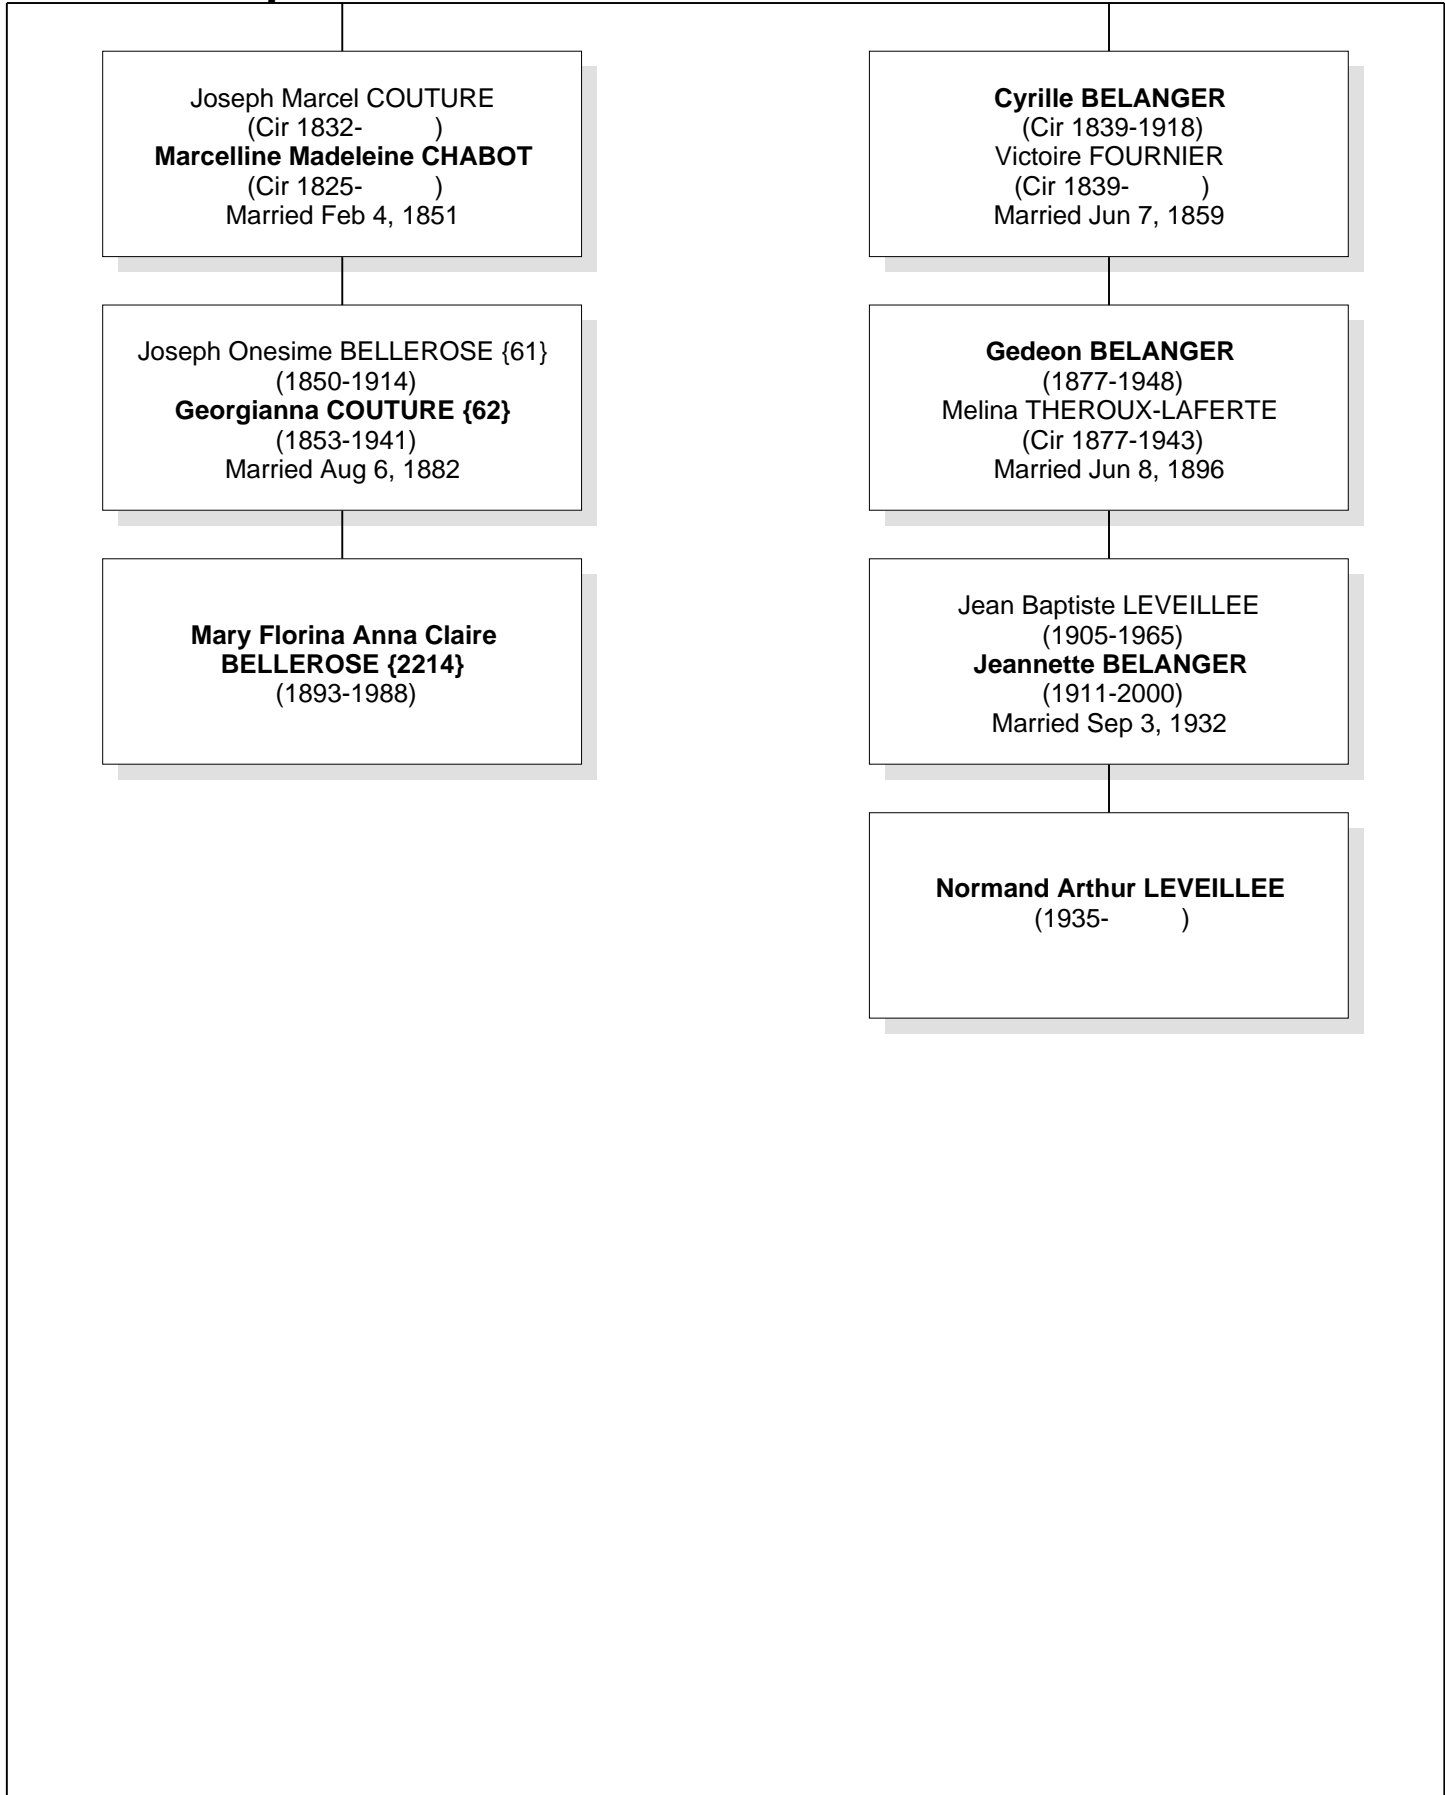 Joseph Marcel COUTURE
(Cir 1832- )
Marcelline Madeleine CHABOT
(Cir 1825- )
Married Feb 4, 1851
Joseph Onesime BELLEROSE {61}
(1850-1914)
Georgianna COUTURE {62}
(1853-1941)
Married Aug 6, 1882
Mary Florina Anna Claire
BELLEROSE {2214}
(1893-1988)
Cyrille BELANGER
(Cir 1839-1918)
Victoire FOURNIER
(Cir 1839- )
Married Jun 7, 1859
Gedeon BELANGER
(1877-1948)
Melina THEROUX-LAFERTE
(Cir 1877-1943)
Married Jun 8, 1896
Jean Baptiste LEVEILLEE
(1905-1965)
Jeannette BELANGER
(1911-2000)
Married Sep 3, 1932
Normand Arthur LEVEILLEE
(1935- )